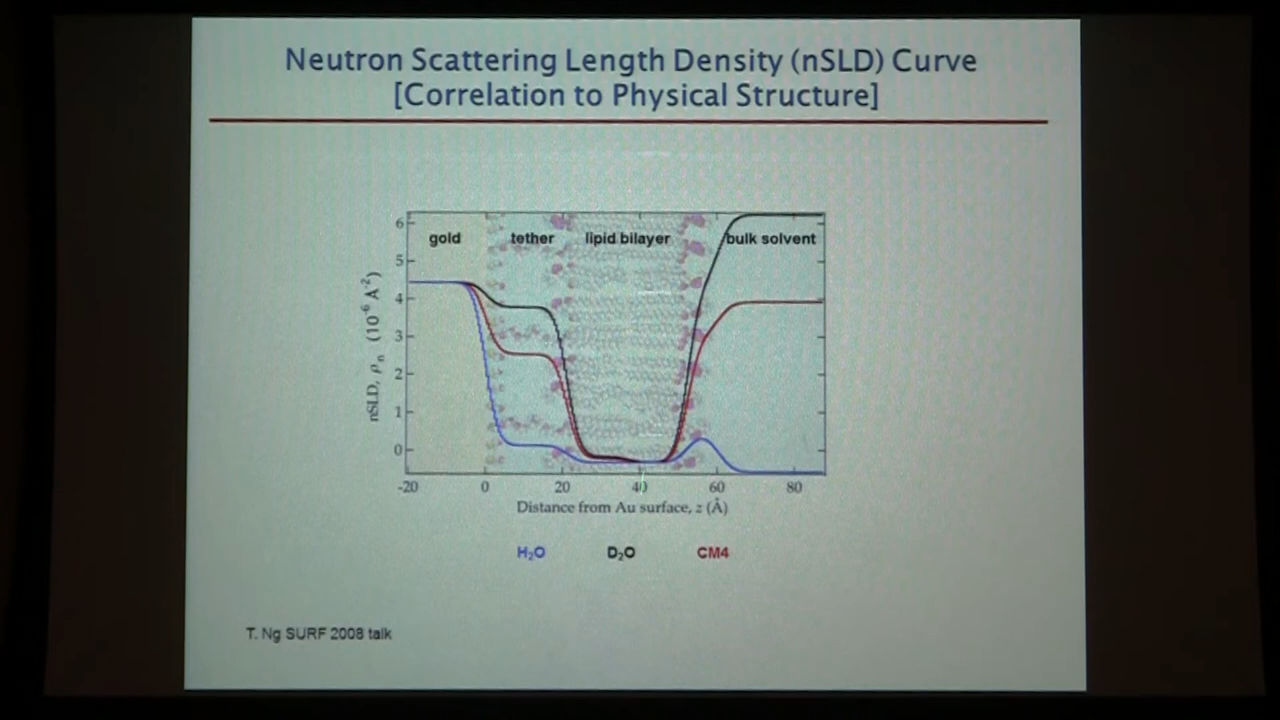 Neutron Scattering Length Density (nSLD) Curve
[Correlation to Physical Structure]
gold tether lipid bilayer bulk solvent
6
5
4
3
2
1
0
nSLD, ρn (10-6 Å-2)
-20 0 20 40 60 80
Distance from Au surface, z (Å)
H2O D2O CM4
T. Ng SURF 2008 talk